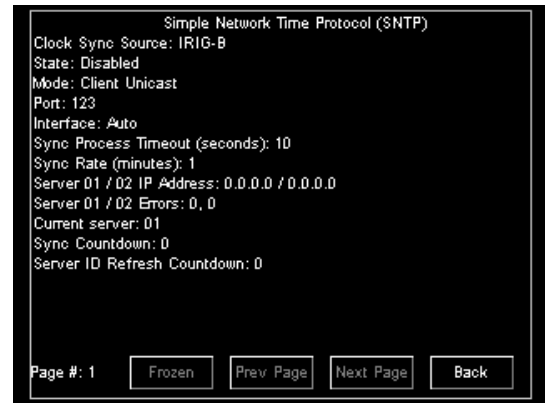 Simple Network Time Protocol (SNTP)
Clock Sync Source: IRIG-B
State: Disabled
Mode: Client Unicast
Port: 123
Interface: Auto
Sync Process Timeout (seconds): 10
Sync Rate (minutes): 1
Server 01 / 02 IP Address: 0.0.0.0 / 0.0.0.0
Server 01 / 02 Errors: 0, 0
Current server: 01
Sync Countdown: 0
Server ID Refresh Countdown: 0
Page #: 1 Frozen Prev Page Next Page Back